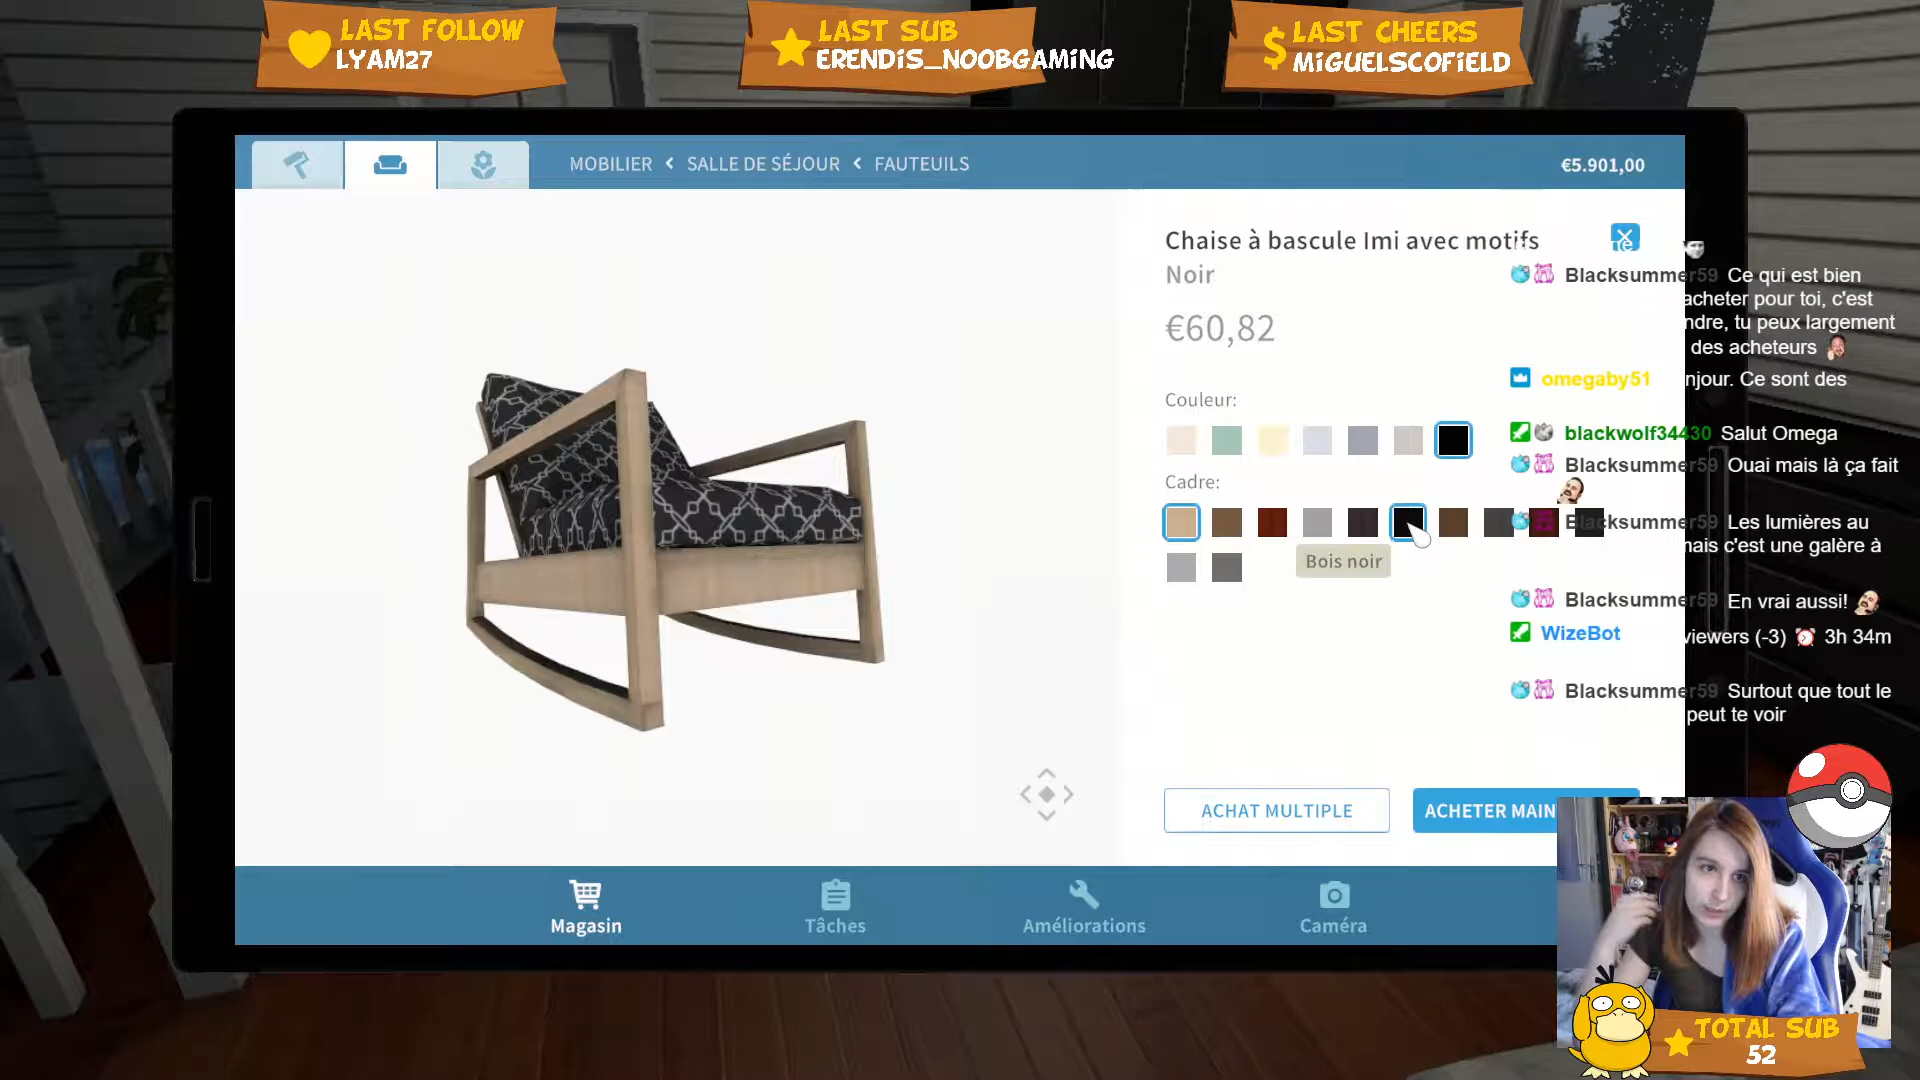 LAST FOLLOW
LYAM27
LAST SUB
ERENDIS_NOOBGAMING
LAST CHEERS
MIGUELSCOFIELD
MOBILIER < SALLE DE SÉJOUR < FAUTEUILS
€5.901,00
Chaise à bascule Imi avec motifs
Noir
€60,82
Couleur:
Cadre:
Bois noir
ACHAT MULTIPLE
ACHETER MAIN
Magasin
Tâches
Améliorations
Caméra
Blacksummer59 Ce qui est bien
acheter pour toi, c'est
ndre, tu peux largement
des acheteurs
omegaby51 njour. Ce sont des
blackwolf34430 Salut Omega
Blacksummer59 Ouai mais là ça fait
Blacksummer59 Les lumières au
mais c'est une galère à
Blacksummer59 En vrai aussi!
WizeBot
viewers (-3) 3h 34m
Blacksummer59 Surtout que tout le
peut te voir
TOTAL SUB
52